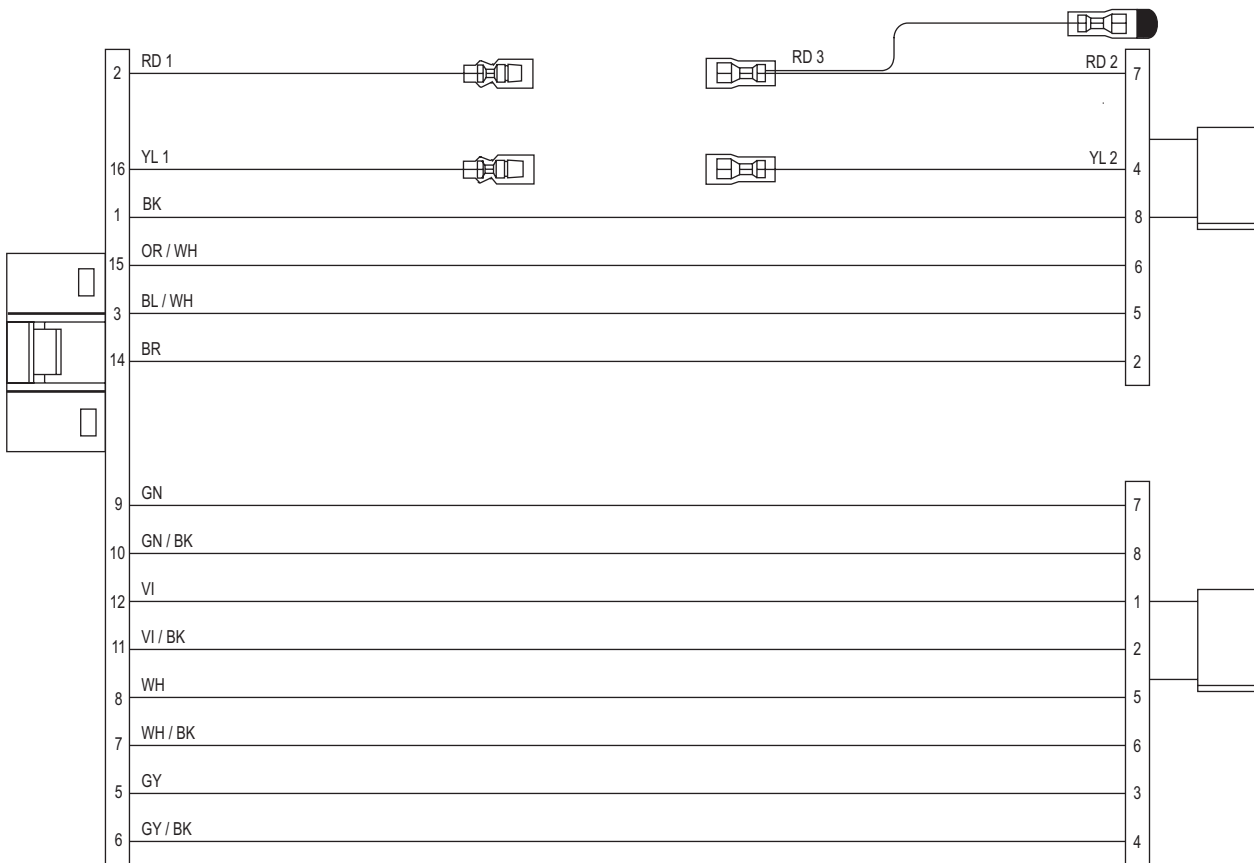 2 RD 1 RD 3 RD 2 7
16 YL 1 YL 2 4
1 BK 8
15 OR / WH 6
3 BL / WH 5
14 BR 2
9 GN 7
10 GN / BK 8
12 VI 1
11 VI / BK 2
8 WH 5
7 WH / BK 6
5 GY 3
6 GY / BK 4